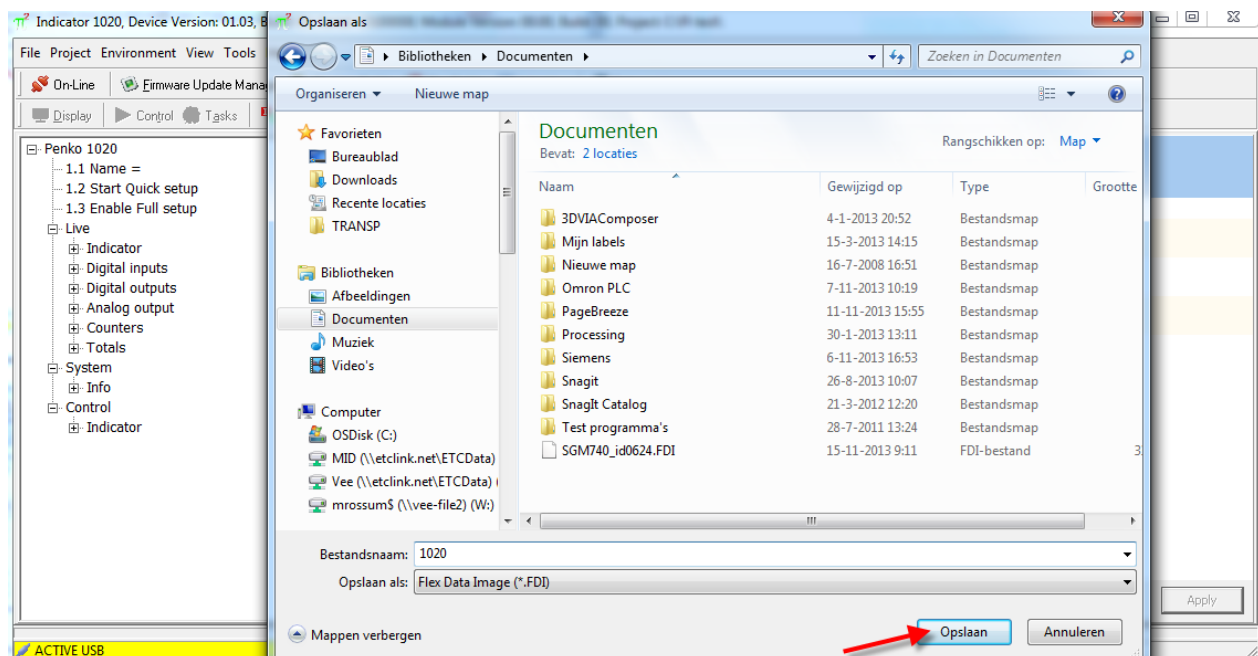 Indicator 1020, Device Version: 01.03, B
Opslaan als
File Project Environment View Tools
Bibliotheken Documenten
Zoeken in Documenten
On-Line Firmware Update Mana
Organiseren Nieuwe map
Display Control Tasks
Penko 1020
1.1 Name =
1.2 Start Quick setup
1.3 Enable Full setup
Live
Indicator
Digital inputs
Digital outputs
Analog output
Counters
Totals
System
Info
Control
Indicator
Favorieten
Bureaublad
Downloads
Recente locaties
TRANSP
Bibliotheken
Afbeeldingen
Documenten
Muziek
Video's
Computer
OSDisk (C:)
MID (\\etclink.net\ETCData)
Vee (\\etclink.net\ETCData) (
mrossum$ (\\vee-file2) (W:)
Documenten
Bevat: 2 locaties
Rangschikken op: Map
Naam Gewijzigd op Type Grootte
3DVIAComposer 4-1-2013 20:52 Bestandsmap
Mijn labels 15-3-2013 14:15 Bestandsmap
Nieuwe map 16-7-2008 16:51 Bestandsmap
Omron PLC 7-11-2013 10:19 Bestandsmap
PageBreeze 11-11-2013 15:55 Bestandsmap
Processing 30-1-2013 13:11 Bestandsmap
Siemens 6-11-2013 16:53 Bestandsmap
Snagit 26-8-2013 10:07 Bestandsmap
SnagIt Catalog 21-3-2012 12:20 Bestandsmap
Test programma's 28-7-2011 13:24 Bestandsmap
SGM740_id0624.FDI 15-11-2013 9:11 FDI-bestand
Bestandsnaam: 1020
Opslaan als: Flex Data Image (*.FDI)
Mappen verbergen
Opslaan Annuleren
Apply
ACTIVE USB